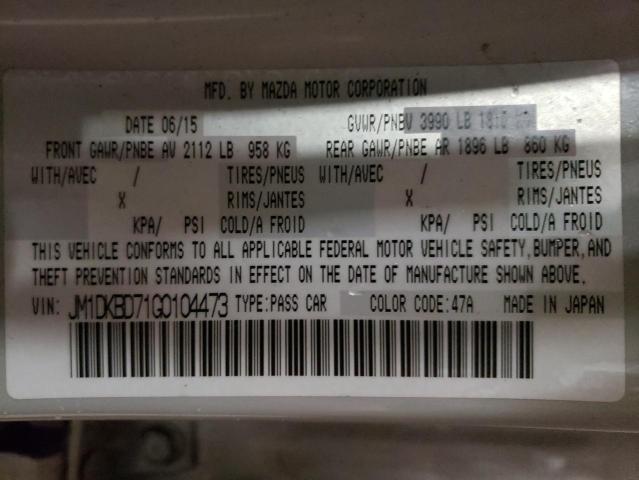 MFD. BY MAZDA MOTOR CORPORATION
DATE 06/15 GVWR/PNBV 3990 LB
FRONT GAWR/PNBE AV 2112 LB 958 KG REAR GAWR/PNBE AR 1896 LB 860 KG
WITH/AVEC / TIRES/PNEUS WITH/AVEC / TIRES/PNEUS
X RIMS/JANTES X RIMS/JANTES
KPA/ PSI COLD/A FROID KPA/ PSI COLD/A FROID
THIS VEHICLE CONFORMS TO ALL APPLICABLE FEDERAL MOTOR VEHICLE SAFETY,BUMPER,AND
THEFT PREVENTION STANDARDS IN EFFECT ON THE DATE OF MANUFACTURE SHOWN ABOVE.
VIN: JM1DKBD71G0104473 TYPE:PASS CAR COLOR CODE:47A MADE IN JAPAN